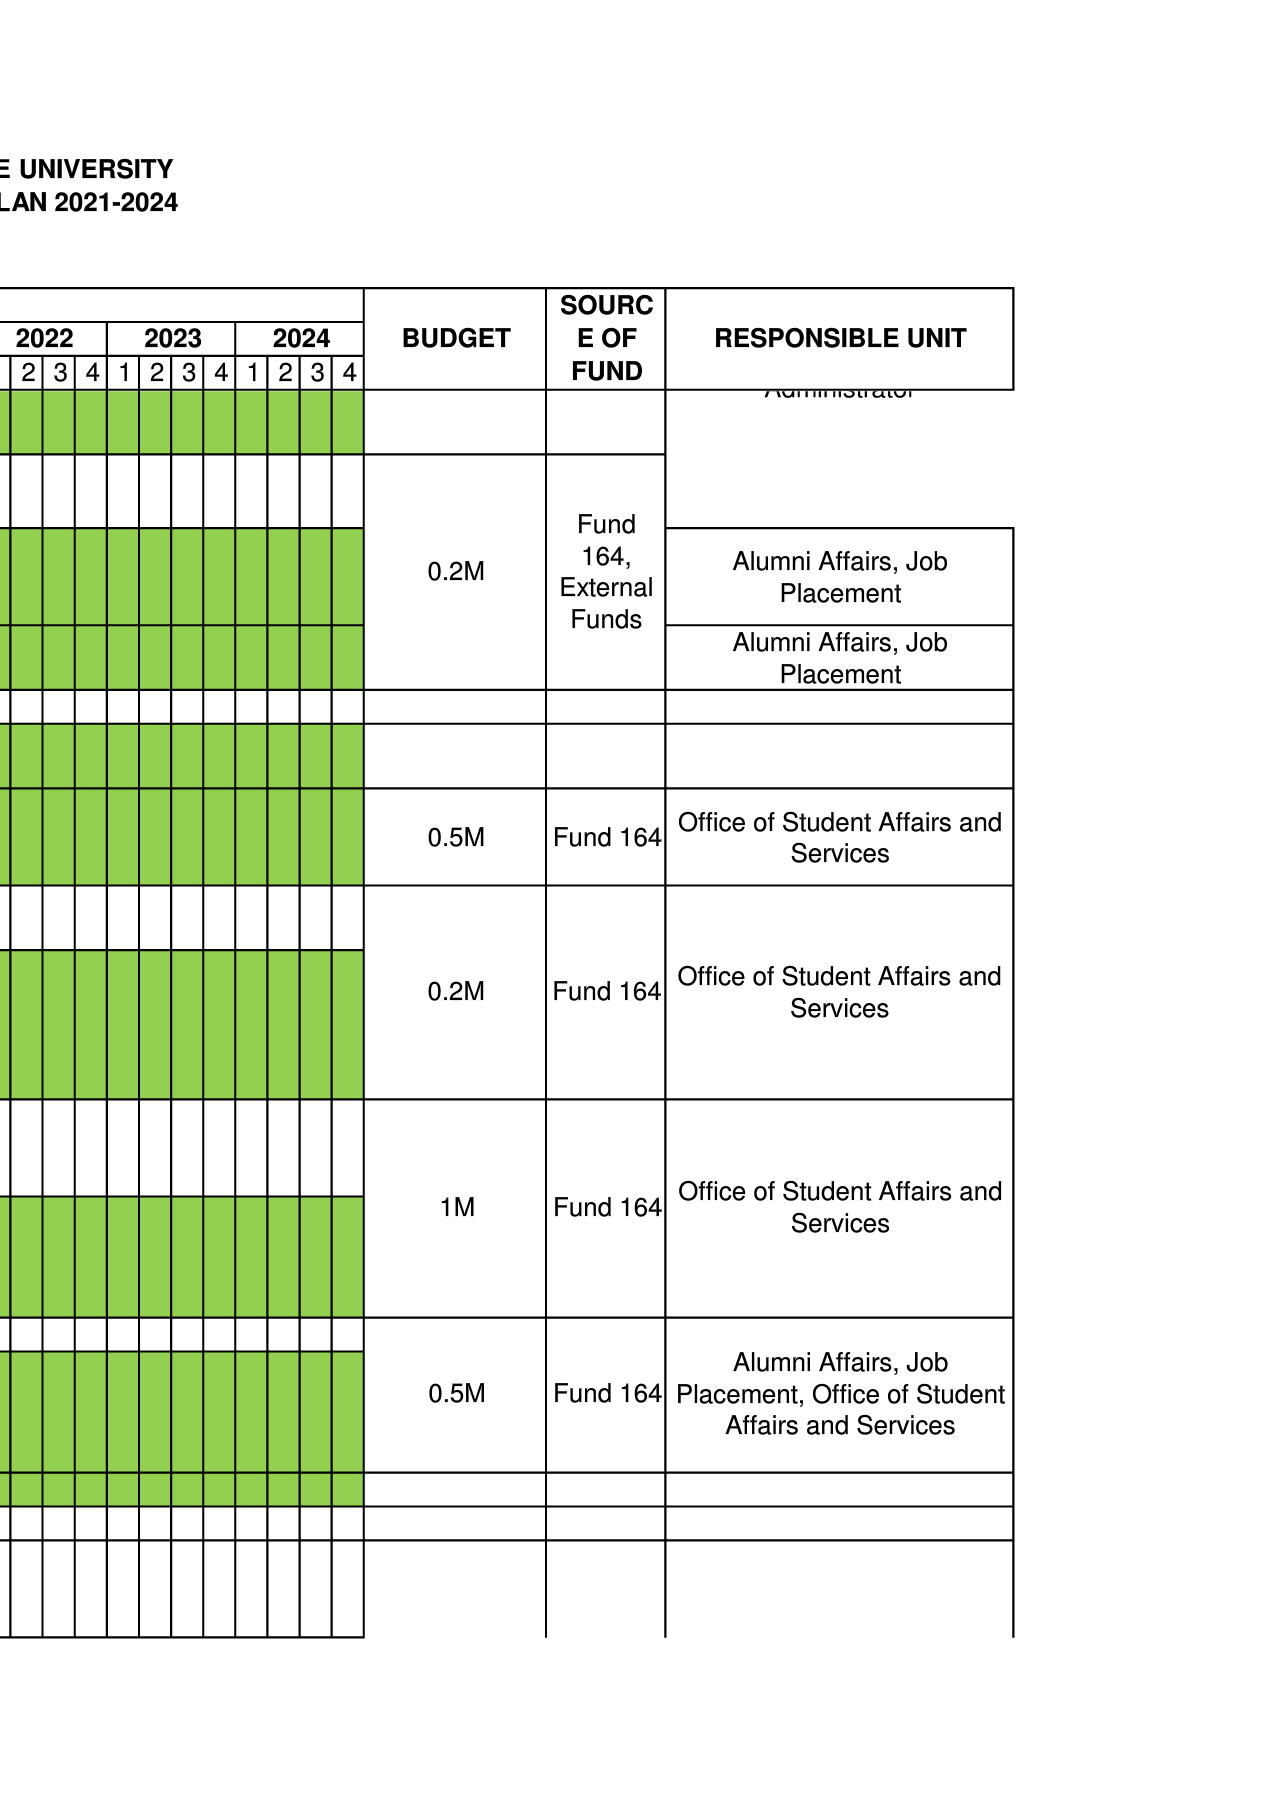 E UNIVERSITY
LAN 2021-2024
2022 2023 2024
2 3 4 1 2 3 4 1 2 3 4
BUDGET
SOURC
E OF
FUND
RESPONSIBLE UNIT
Administrator
0.2M
Fund
164,
External
Funds
Alumni Affairs, Job
Placement
Alumni Affairs, Job
Placement
0.5M
Fund 164
Office of Student Affairs and
Services
0.2M
Fund 164
Office of Student Affairs and
Services
1M
Fund 164
Office of Student Affairs and
Services
0.5M
Fund 164
Alumni Affairs, Job
Placement, Office of Student
Affairs and Services